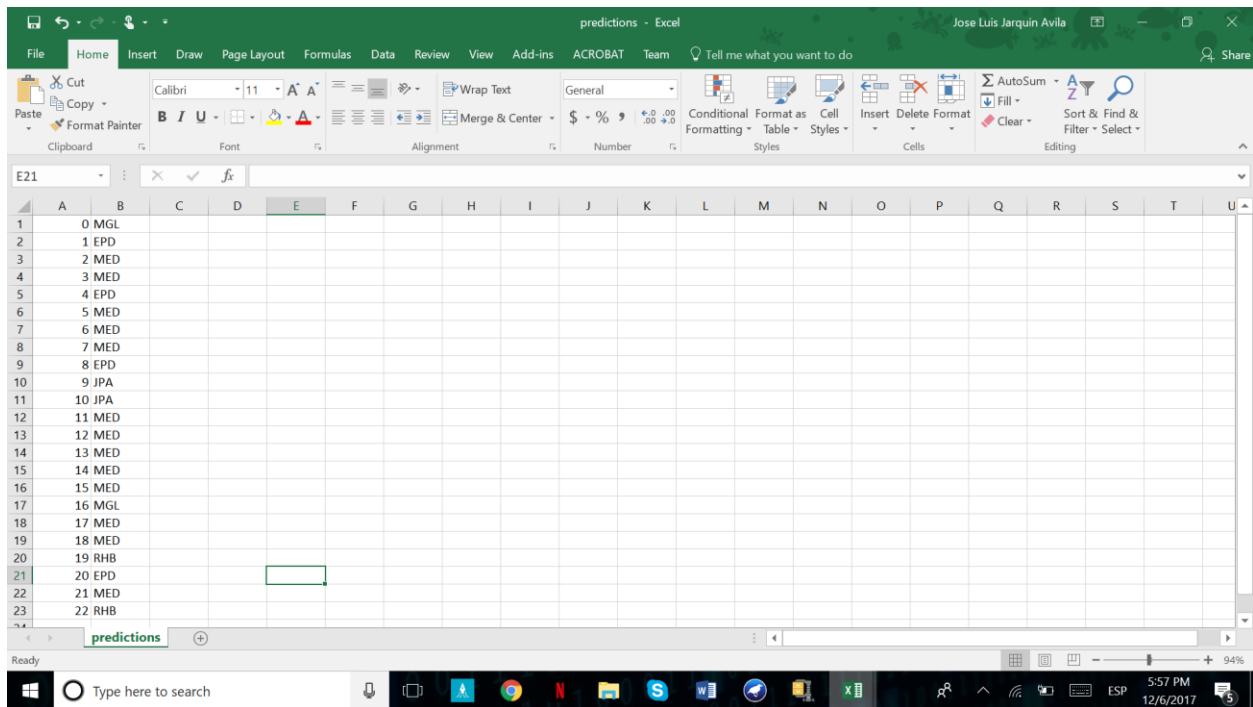 predictions - Excel
Jose Luis Jarquin Avila
File Home Insert Draw Page Layout Formulas Data Review View Add-ins ACROBAT Team Tell me what you want to do Share
Paste
Cut
Copy
Format Painter
Clipboard
Calibri 11 A A
B I U A
Font
Wrap Text
Merge & Center
Alignment
General
$ % , .0 .00 .00 .0
Number
Conditional Formatting
Format as Table
Cell Styles
Styles
Insert Delete Format
Cells
AutoSum
Fill
Clear
Sort & Filter
Find & Select
Editing
E21 fx
A B C D E F G H I J K L M N O P Q R S T U
1 0 MGL
2 1 EPD
3 2 MED
4 3 MED
5 4 EPD
6 5 MED
7 6 MED
8 7 MED
9 8 EPD
10 9 JPA
11 10 JPA
12 11 MED
13 12 MED
14 13 MED
15 14 MED
16 15 MED
17 16 MGL
18 17 MED
19 18 MED
20 19 RHB
21 20 EPD
22 21 MED
23 22 RHB
24
predictions
Ready 94%
Type here to search
ESP
5:57 PM
12/6/2017
5